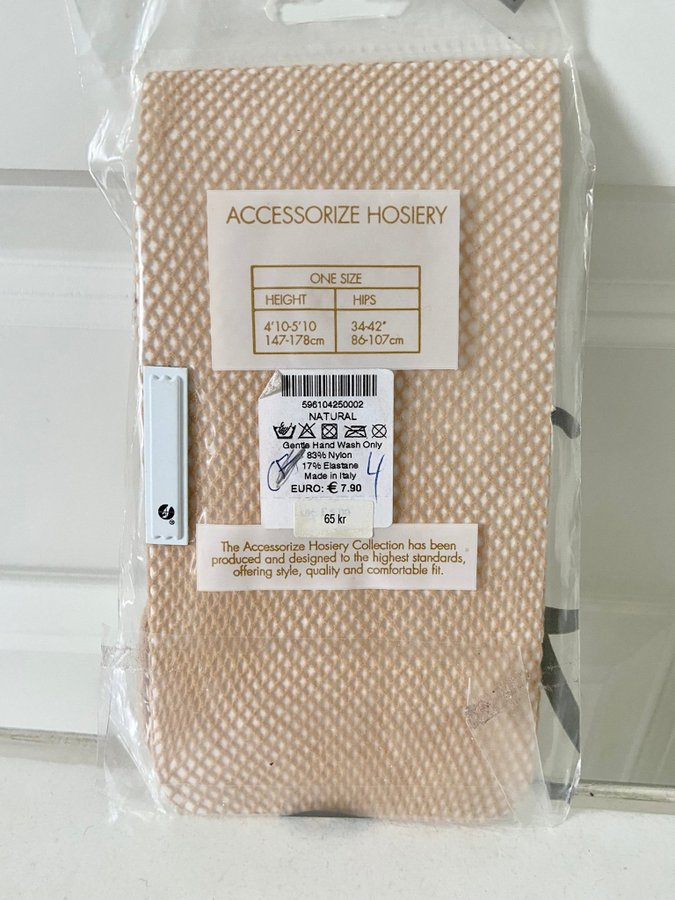 ACCESSORIZE HOSIERY
ONE SIZE
HEIGHT HIPS
4'10-5'10 34-42"
147-178cm 86-107cm
596104250002
NATURAL
Gentle Hand Wash Only
83% Nylon
17% Elastane
4
Made in Italy
EURO: € 7.90
65 kr
The Accessorize Hosiery Collection has been
produced and designed to the highest standards,
offering style, quality and comfortable fit.